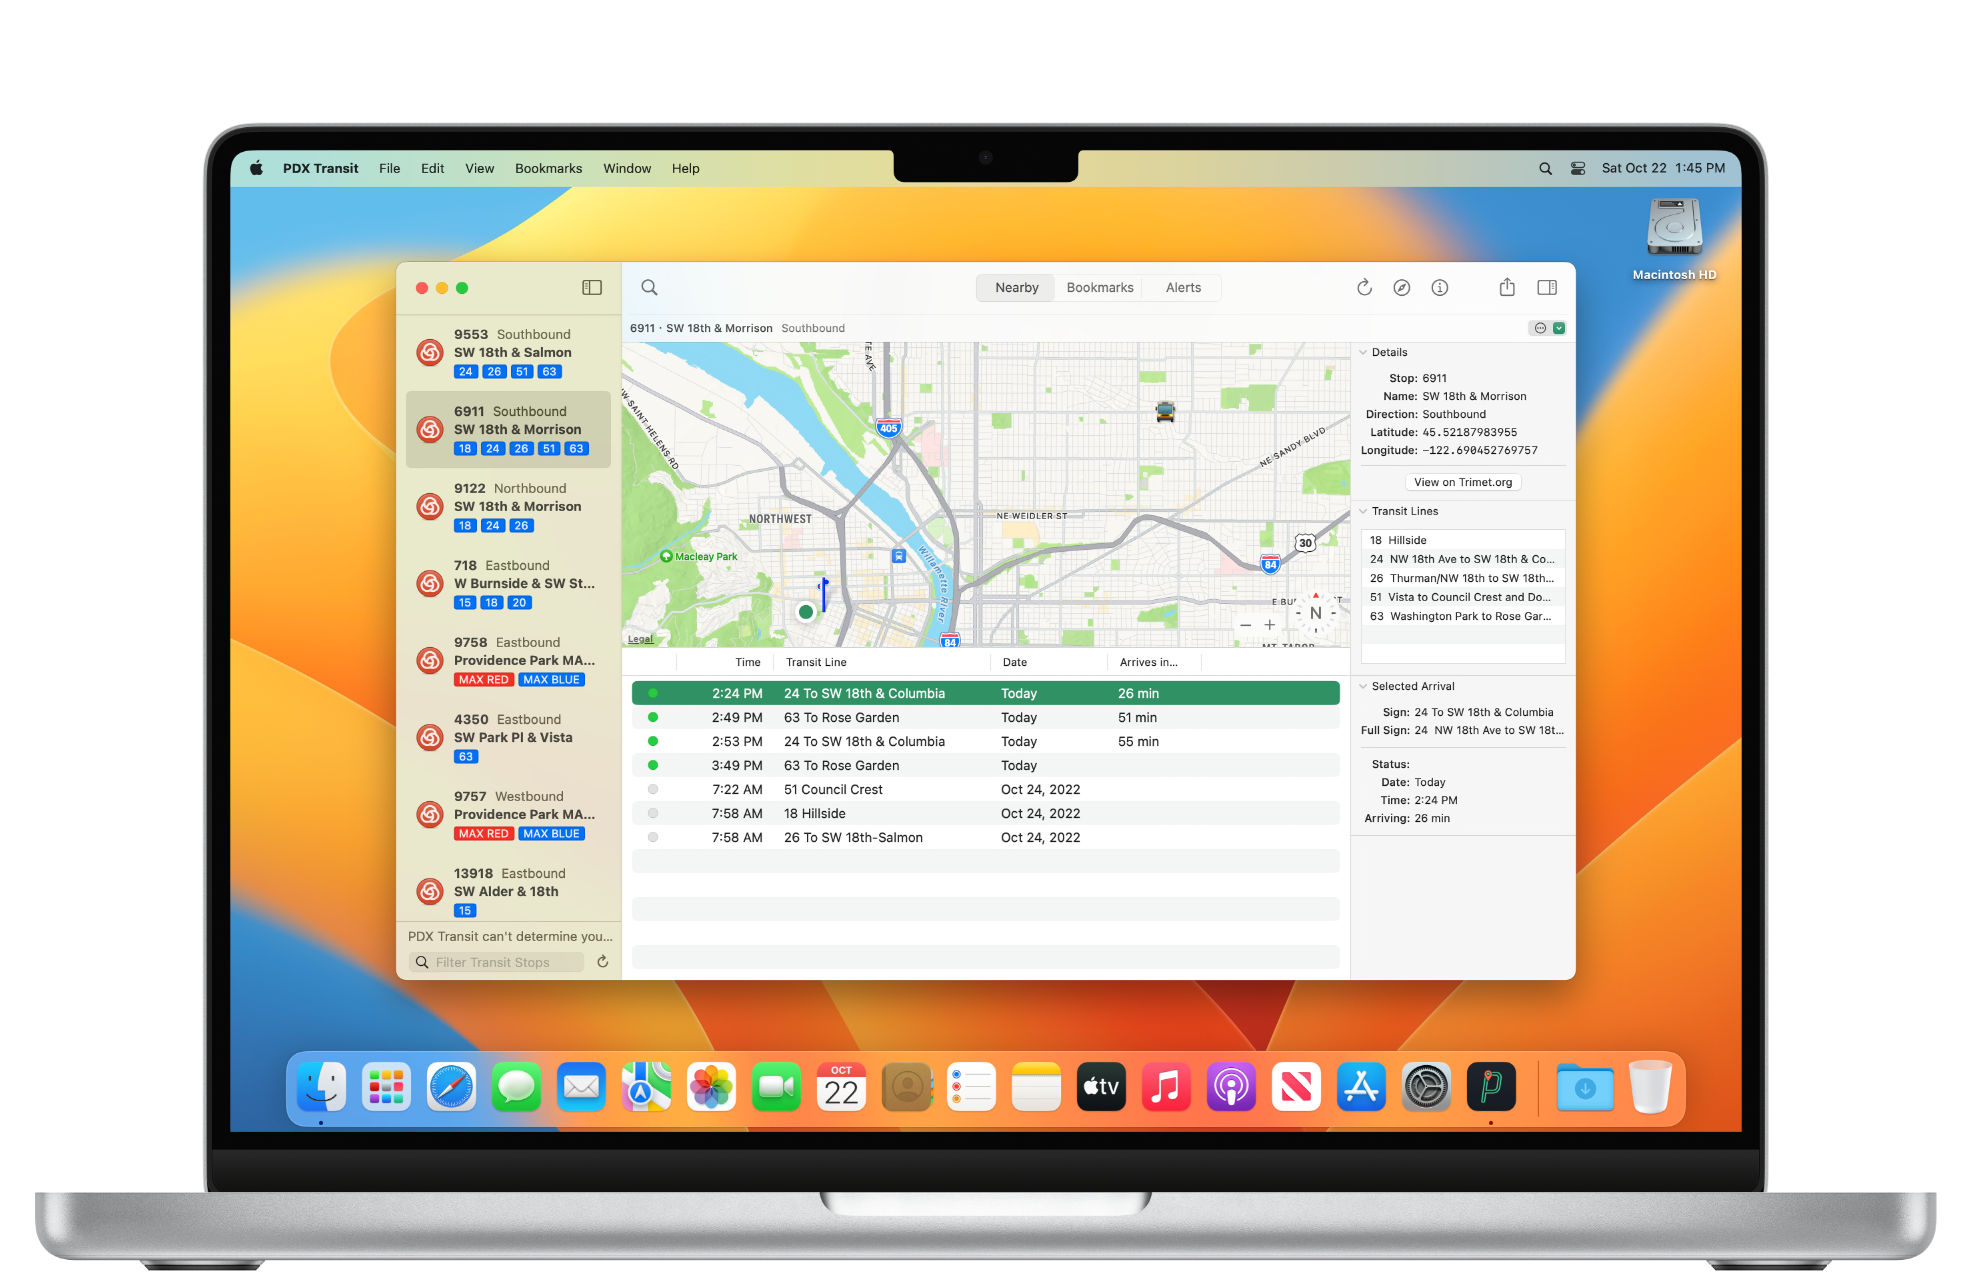 PDX Transit File Edit View Bookmarks Window Help
Sat Oct 22 1:45 PM
Macintosh HD
Nearby Bookmarks Alerts
9553 Southbound
SW 18th & Salmon
24 26 51 63
6911 Southbound
SW 18th & Morrison
18 24 26 51 63
9122 Northbound
SW 18th & Morrison
18 24 26
718 Eastbound
W Burnside & SW St...
15 18 20
9758 Eastbound
Providence Park MA...
MAX RED MAX BLUE
4350 Eastbound
SW Park Pl & Vista
63
9757 Westbound
Providence Park MA...
MAX RED MAX BLUE
13918 Eastbound
SW Alder & 18th
15
PDX Transit can't determine you...
Filter Transit Stops
6911 · SW 18th & Morrison Southbound
TE AVE
W-SAINT-HELENS-RD
405
NE SANDY BLVD
NORTHWEST
NE WEIDLER ST
30
84
Macleay Park
Willamette River
E BU ST
N
Legal
84
− +
MT TABOR
Time Transit Line Date Arrives in...
2:24 PM 24 To SW 18th & Columbia Today 26 min
2:49 PM 63 To Rose Garden Today 51 min
2:53 PM 24 To SW 18th & Columbia Today 55 min
3:49 PM 63 To Rose Garden Today
7:22 AM 51 Council Crest Oct 24, 2022
7:58 AM 18 Hillside Oct 24, 2022
7:58 AM 26 To SW 18th-Salmon Oct 24, 2022
Details
Stop: 6911
Name: SW 18th & Morrison
Direction: Southbound
Latitude: 45.52187983955
Longitude: −122.690452769757
View on Trimet.org
Transit Lines
18 Hillside
24 NW 18th Ave to SW 18th & Co...
26 Thurman/NW 18th to SW 18th...
51 Vista to Council Crest and Do...
63 Washington Park to Rose Gar...
Selected Arrival
Sign: 24 To SW 18th & Columbia
Full Sign: 24 NW 18th Ave to SW 18t...
Status:
Date: Today
Time: 2:24 PM
Arriving: 26 min
OCT
22
tv